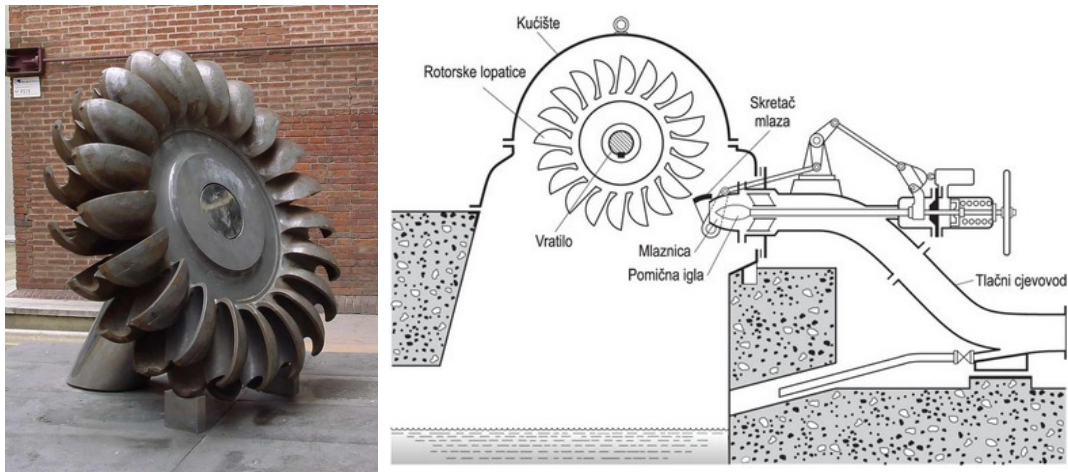 Kućište
Rotorske lopatice
Skretač
mlaza
Vratilo
Mlaznica
Pomična igla
Tlačni cjevovod